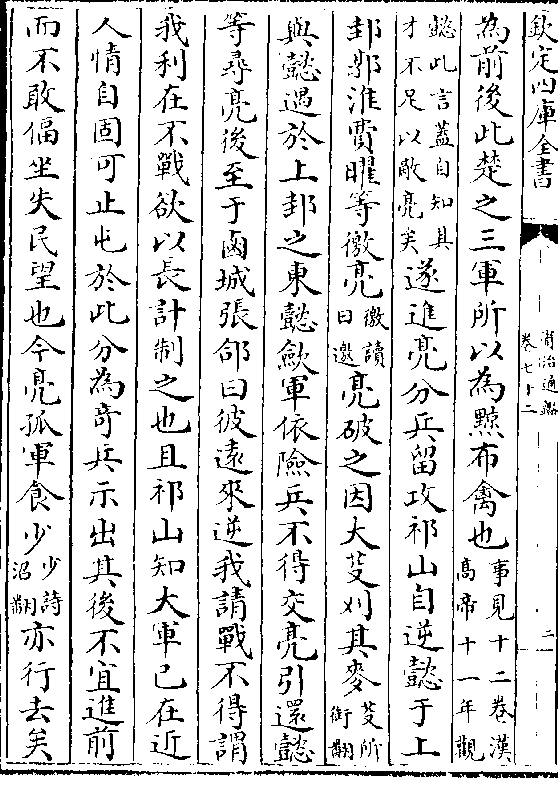 欽定四庫全書
資治通鑑
卷七十二
二
為前後此楚之三軍所以為黥布禽也事見十二卷漢高帝十一年觀
懿此言蓋自知其才不足以敵亮矣遂進亮分兵留攻祁山自逆懿于上
邽郭淮費曜等徼亮徼讀曰邀亮破之因大芟刈其麥芟所銜翻
與懿遇於上邽之東懿歛軍依險兵不得交亮引還懿
等尋亮後至于鹵城張郃曰彼遠來逆我請戰不得謂
我利在不戰欲以長計制之也且祁山知大軍已在近
人情自固可止屯於此分為奇兵示出其後不宜進前
而不敢偪坐失民望也今亮孤軍食少少詩沼翻亦行去矣